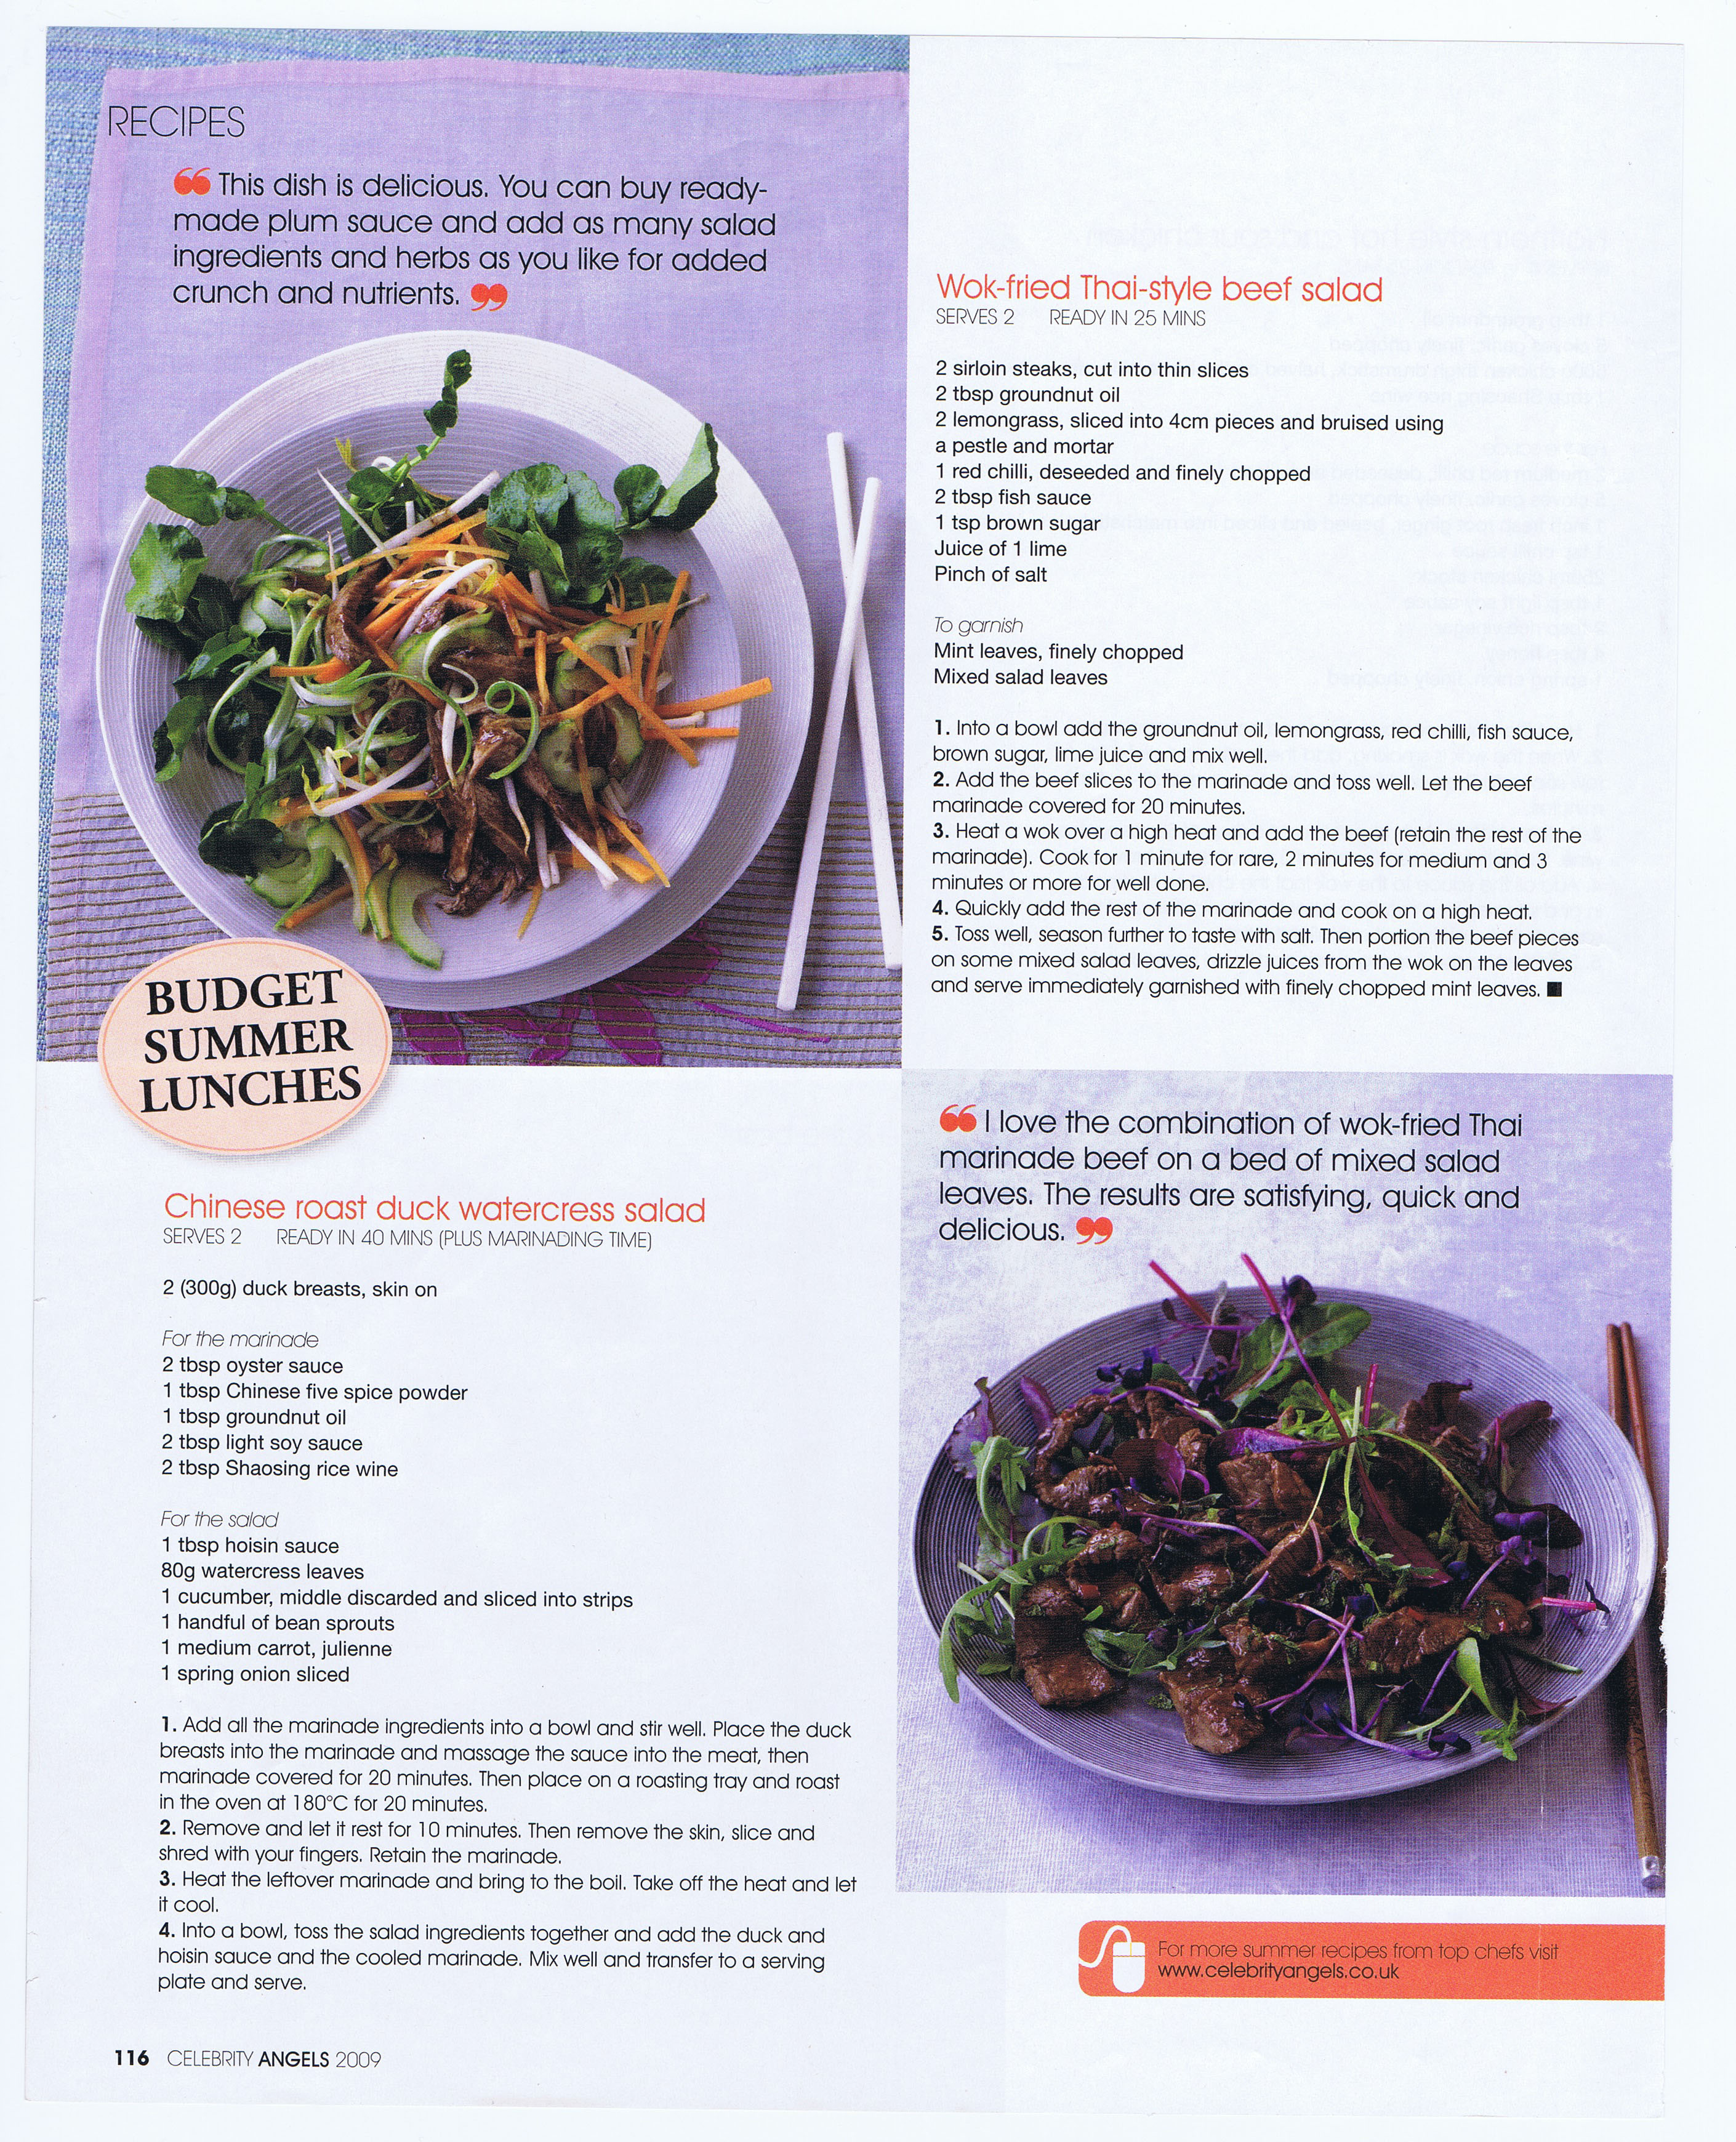 RECIPES
❝ This dish is delicious. You can buy ready-
made plum sauce and add as many salad
ingredients and herbs as you like for added
crunch and nutrients. ❞
BUDGET
SUMMER
LUNCHES
Chinese roast duck watercress salad
SERVES 2 READY IN 40 MINS (PLUS MARINADING TIME)
2 (300g) duck breasts, skin on
For the marinade
2 tbsp oyster sauce
1 tbsp Chinese five spice powder
1 tbsp groundnut oil
2 tbsp light soy sauce
2 tbsp Shaosing rice wine
For the salad
1 tbsp hoisin sauce
80g watercress leaves
1 cucumber, middle discarded and sliced into strips
1 handful of bean sprouts
1 medium carrot, julienne
1 spring onion sliced
1. Add all the marinade ingredients into a bowl and stir well. Place the duck
breasts into the marinade and massage the sauce into the meat, then
marinade covered for 20 minutes. Then place on a roasting tray and roast
in the oven at 180°C for 20 minutes.
2. Remove and let it rest for 10 minutes. Then remove the skin, slice and
shred with your fingers. Retain the marinade.
3. Heat the leftover marinade and bring to the boil. Take off the heat and let
it cool.
4. Into a bowl, toss the salad ingredients together and add the duck and
hoisin sauce and the cooled marinade. Mix well and transfer to a serving
plate and serve.
Wok-fried Thai-style beef salad
SERVES 2 READY IN 25 MINS
2 sirloin steaks, cut into thin slices
2 tbsp groundnut oil
2 lemongrass, sliced into 4cm pieces and bruised using
a pestle and mortar
1 red chilli, deseeded and finely chopped
2 tbsp fish sauce
1 tsp brown sugar
Juice of 1 lime
Pinch of salt
To garnish
Mint leaves, finely chopped
Mixed salad leaves
1. Into a bowl add the groundnut oil, lemongrass, red chilli, fish sauce,
brown sugar, lime juice and mix well.
2. Add the beef slices to the marinade and toss well. Let the beef
marinade covered for 20 minutes.
3. Heat a wok over a high heat and add the beef (retain the rest of the
marinade). Cook for 1 minute for rare, 2 minutes for medium and 3
minutes or more for well done.
4. Quickly add the rest of the marinade and cook on a high heat.
5. Toss well, season further to taste with salt. Then portion the beef pieces
on some mixed salad leaves, drizzle juices from the wok on the leaves
and serve immediately garnished with finely chopped mint leaves. ■
❝ I love the combination of wok-fried Thai
marinade beef on a bed of mixed salad
leaves. The results are satisfying, quick and
delicious. ❞
For more summer recipes from top chefs visit
www.celebrityangels.co.uk
116 CELEBRITY ANGELS 2009